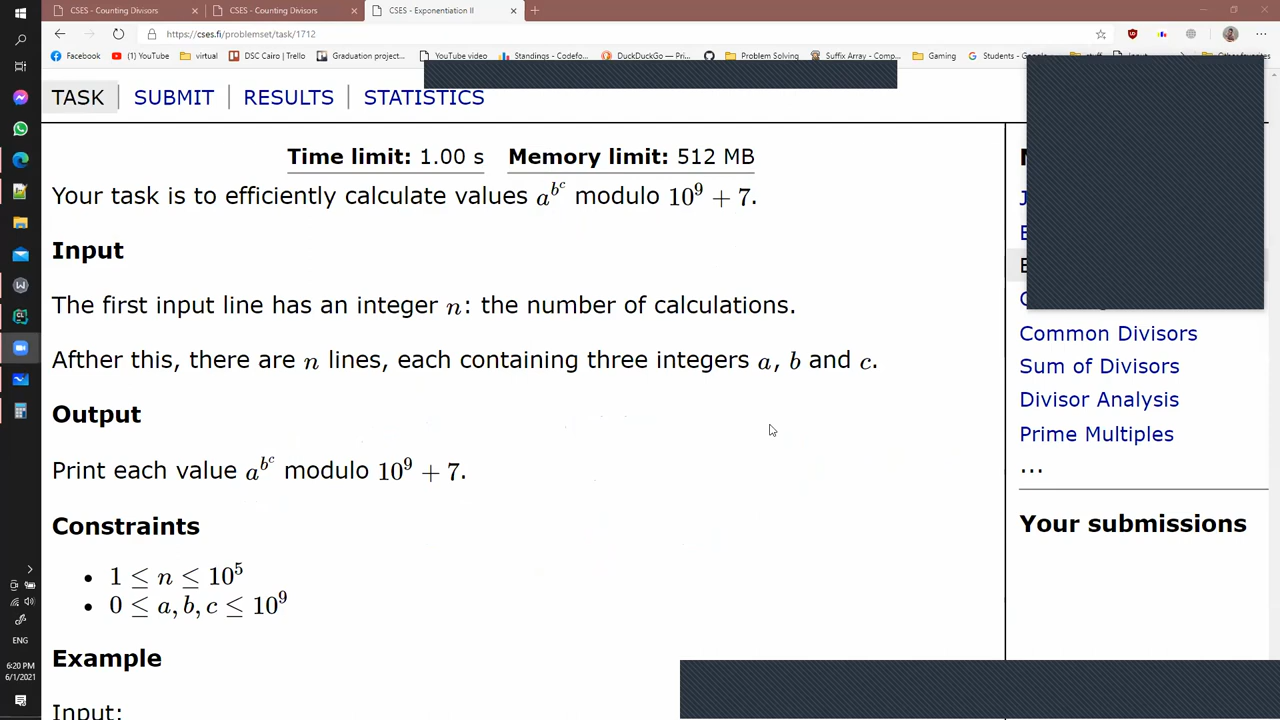 CSES - Counting Divisors
CSES - Counting Divisors
CSES - Exponentiation II
https://cses.fi/problemset/task/1712
Facebook
(1) YouTube
virtual
DSC Cairo | Trello
Graduation projec...
YouTube video
Standings - Codefo...
DuckDuckGo — Pri...
Problem Solving
Suffix Array - Comp...
Gaming
TASK | SUBMIT | RESULTS | STATISTICS
Time limit: 1.00 s Memory limit: 512 MB
Your task is to efficiently calculate values a^{b^c} modulo 10^9 + 7.
Input
The first input line has an integer n: the number of calculations.
Afther this, there are n lines, each containing three integers a, b and c.
Output
Print each value a^{b^c} modulo 10^9 + 7.
Constraints
• 1 ≤ n ≤ 10^5
• 0 ≤ a, b, c ≤ 10^9
Example
Input:
Common Divisors
Sum of Divisors
Divisor Analysis
Prime Multiples
...
Your submissions
ENG
6:20 PM
6/1/2021